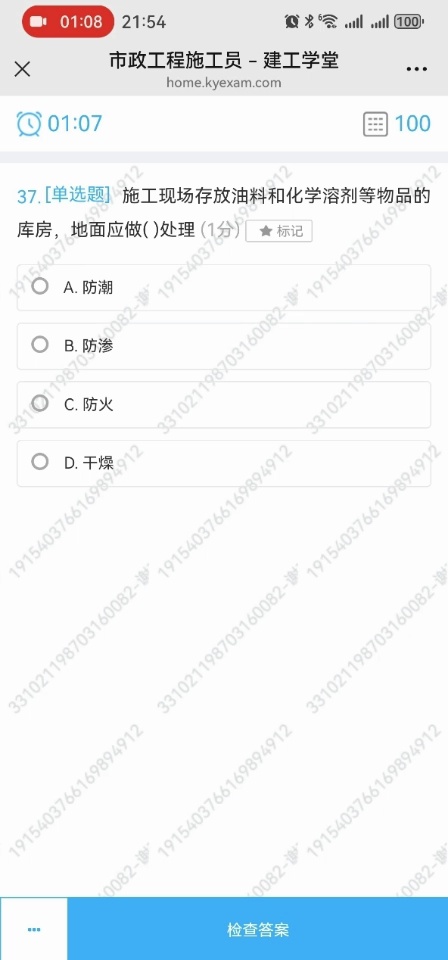 01:08 21:54 100
市政工程施工员 - 建工学堂
home.kyexam.com
01:07 100
37.[单选题] 施工现场存放油料和化学溶剂等物品的
库房，地面应做( )处理 (1分) ★ 标记
A. 防潮
B. 防渗
C. 防火
D. 干燥
1915403766169894912
331021198703160082-谢
检查答案